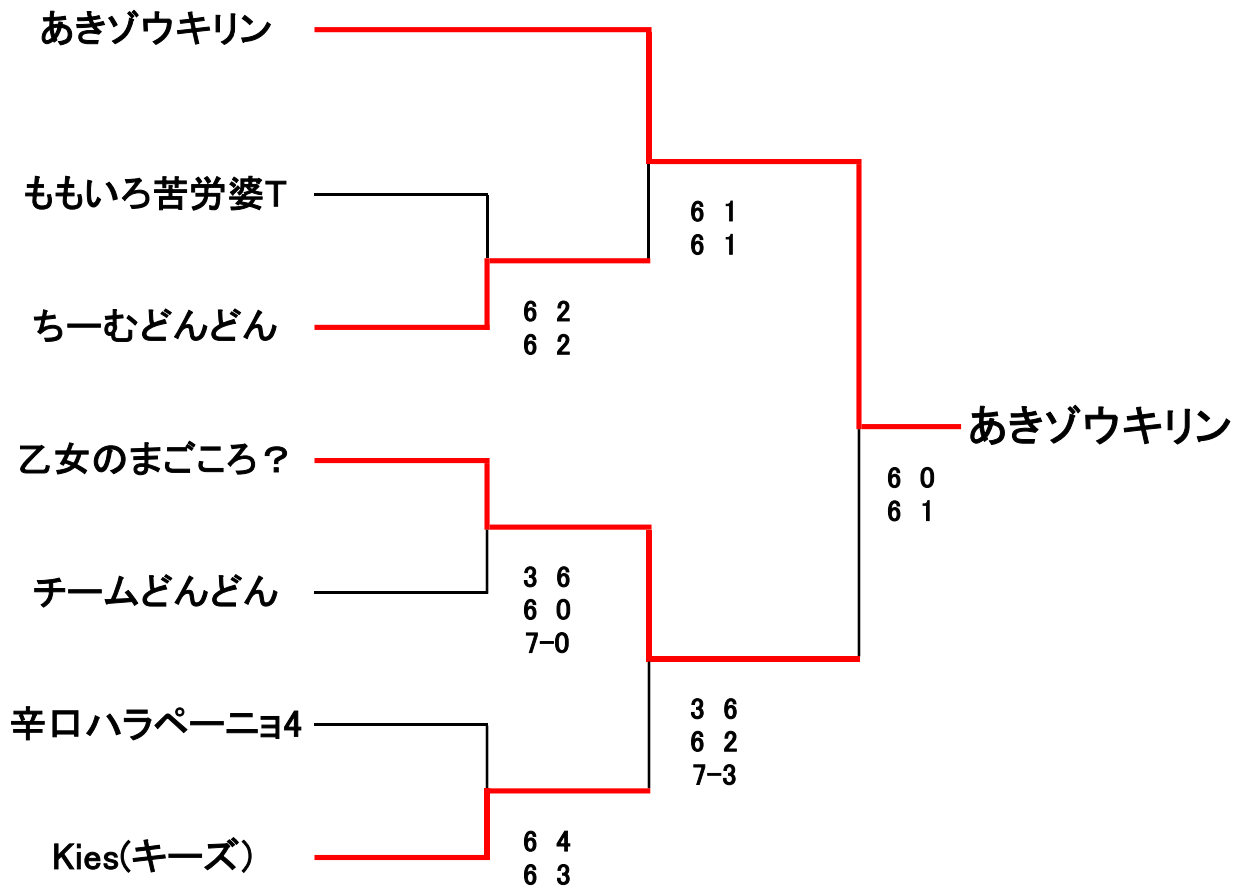 あきゾウキリン
ももいろ苦労婆T
6 1
6 1
ちーむどんどん
6 2
6 2
あきゾウキリン
乙女のまごころ？
6 0
6 1
チームどんどん
3 6
6 0
7-0
辛口ハラペーニョ4
3 6
6 2
7-3
Kies(キーズ)
6 4
6 3